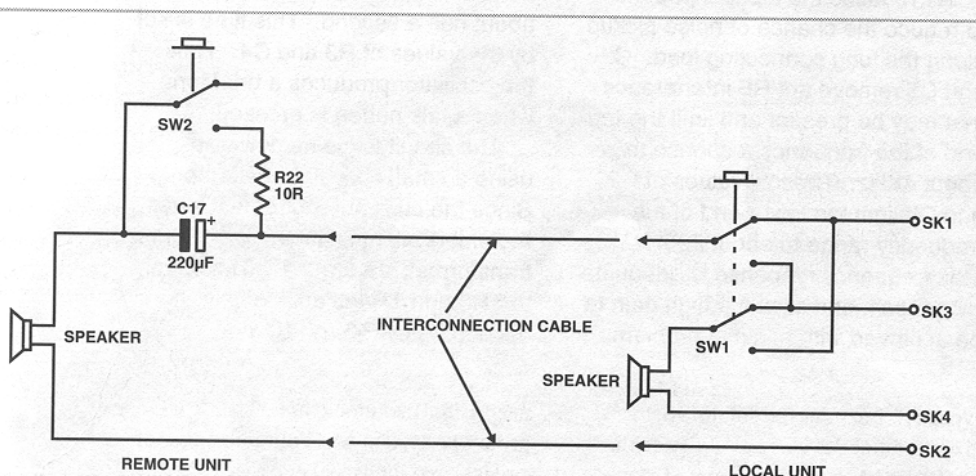 SW2
R22
10R
C17
+
220µF
SK1
INTERCONNECTION CABLE
SK3
SPEAKER
SW1
SPEAKER
SK4
SK2
REMOTE UNIT
LOCAL UNIT